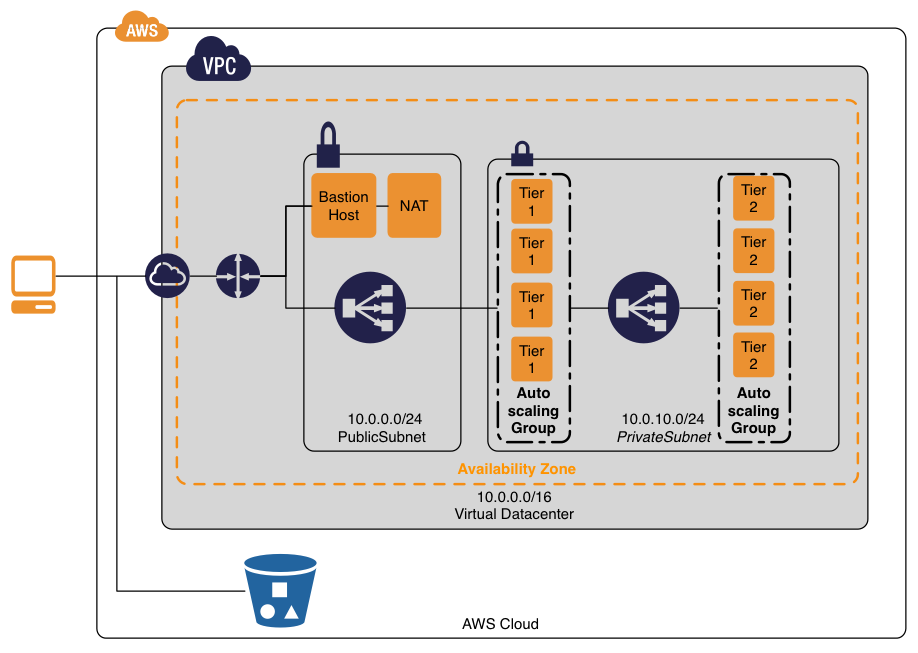 AWS
VPC
Bastion
Host
NAT
Tier
1
Tier
1
Tier
1
Tier
1
Auto
scaling
Group
Tier
2
Tier
2
Tier
2
Tier
2
Auto
scaling
Group
10.0.0.0/24
PublicSubnet
10.0.10.0/24
PrivateSubnet
Availability Zone
10.0.0.0/16
Virtual Datacenter
AWS Cloud